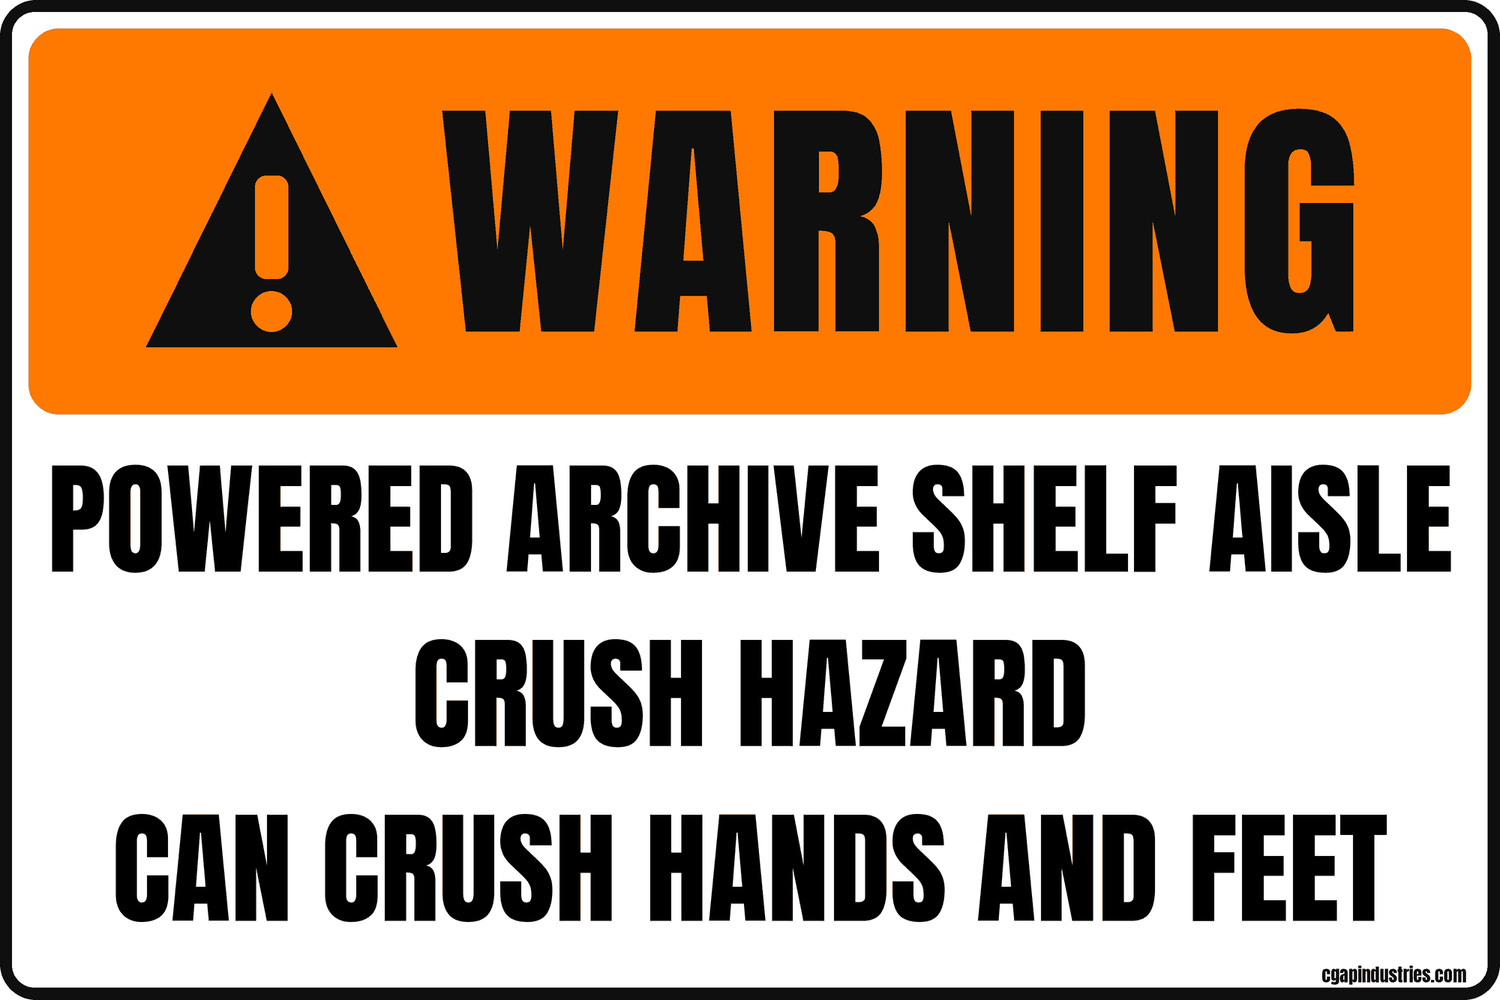 WARNING
POWERED ARCHIVE SHELF AISLE
CRUSH HAZARD
CAN CRUSH HANDS AND FEET
cgapindustries.com